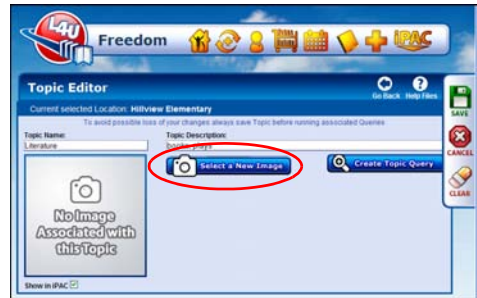 L4U
Freedom
iPAC
Topic Editor
Go Back Help Files
Current selected Location: Hillview Elementary
To avoid possible loss of your changes always save Topic before running associated Queries
SAVE
Topic Name: Topic Description:
Literature books, plays
Select a New Image Create Topic Query
CANCEL
CLEAR
No Image
Associated with
this Topic
Show in iPAC